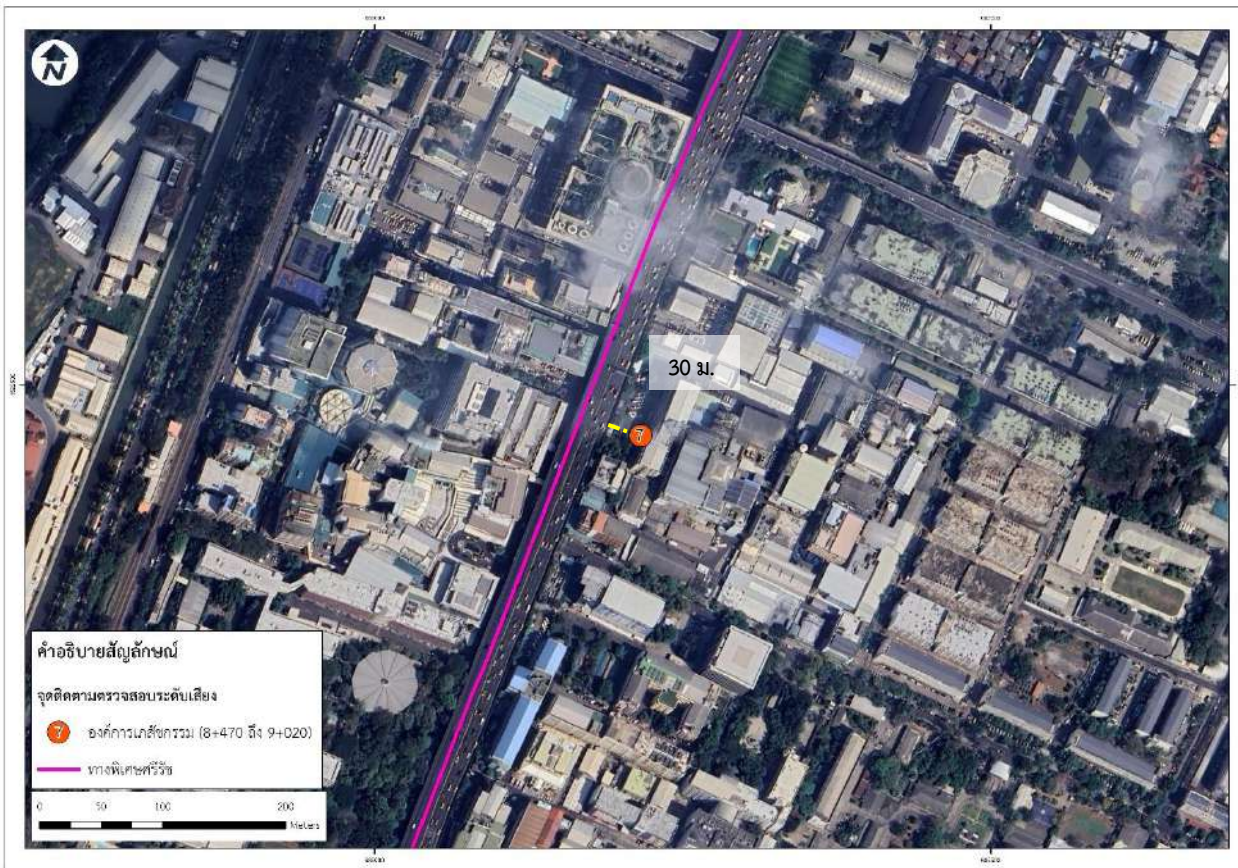 N
30 ม.
7
คำอธิบายสัญลักษณ์
จุดติดตามตรวจสอบระดับเสียง
7 องค์การเภสัชกรรม (8+470 ถึง 9+020)
ทางพิเศษศรีรัช
0 50 100 200
Meters